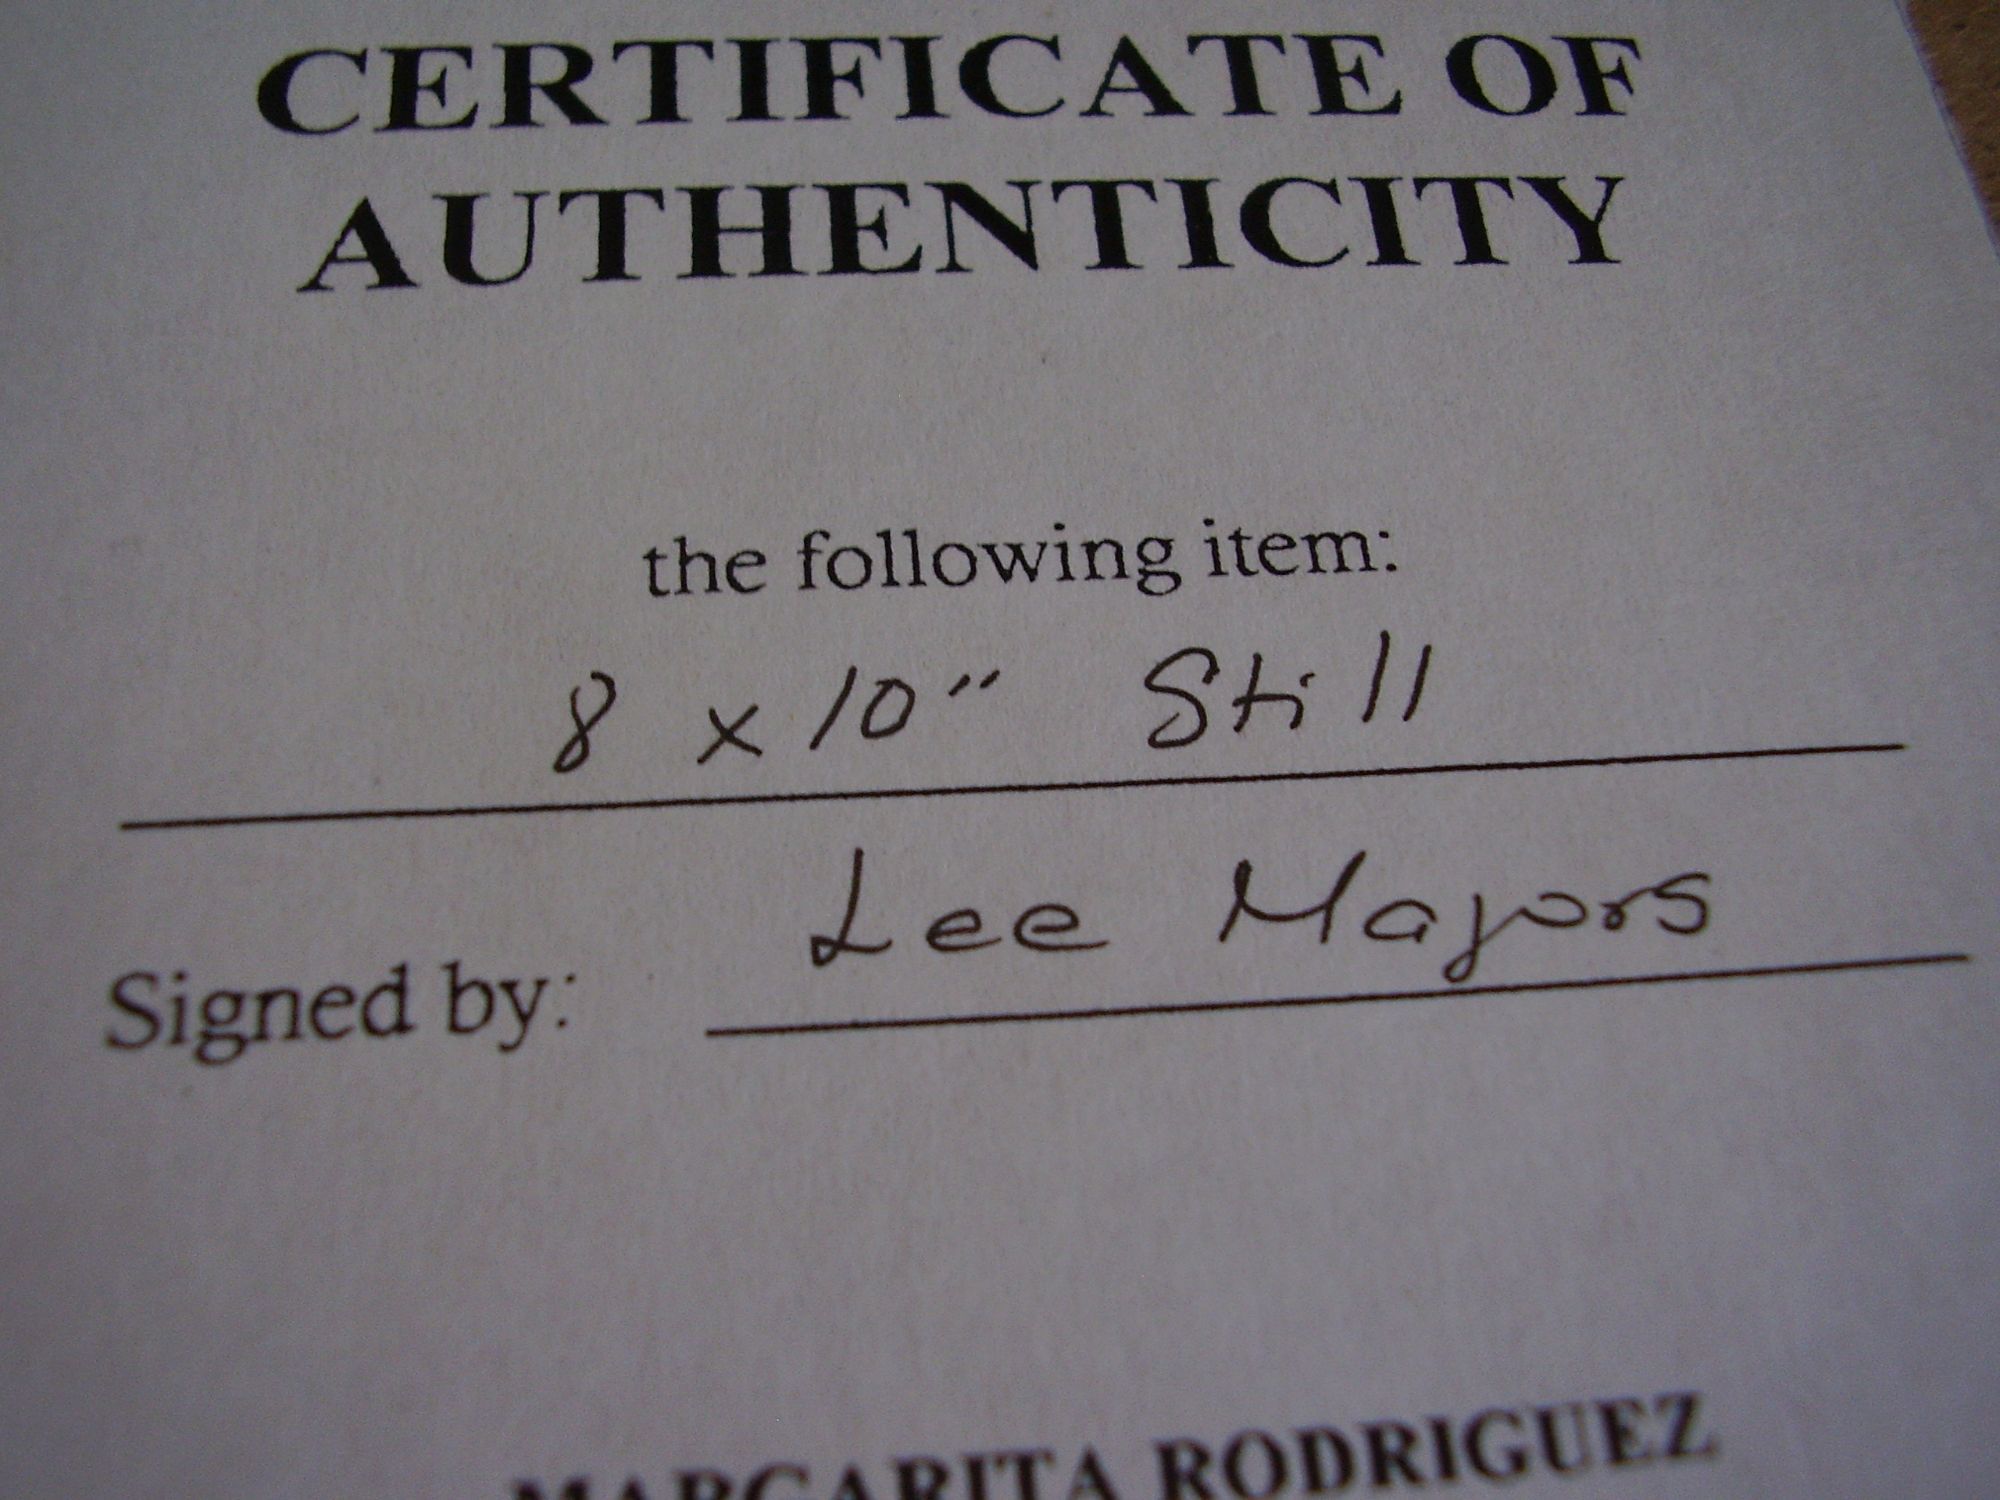 CERTIFICATE OF
AUTHENTICITY
the following item:
8 x 10" Still
Signed by: Lee Majors
MARGARITA RODRIGUEZ